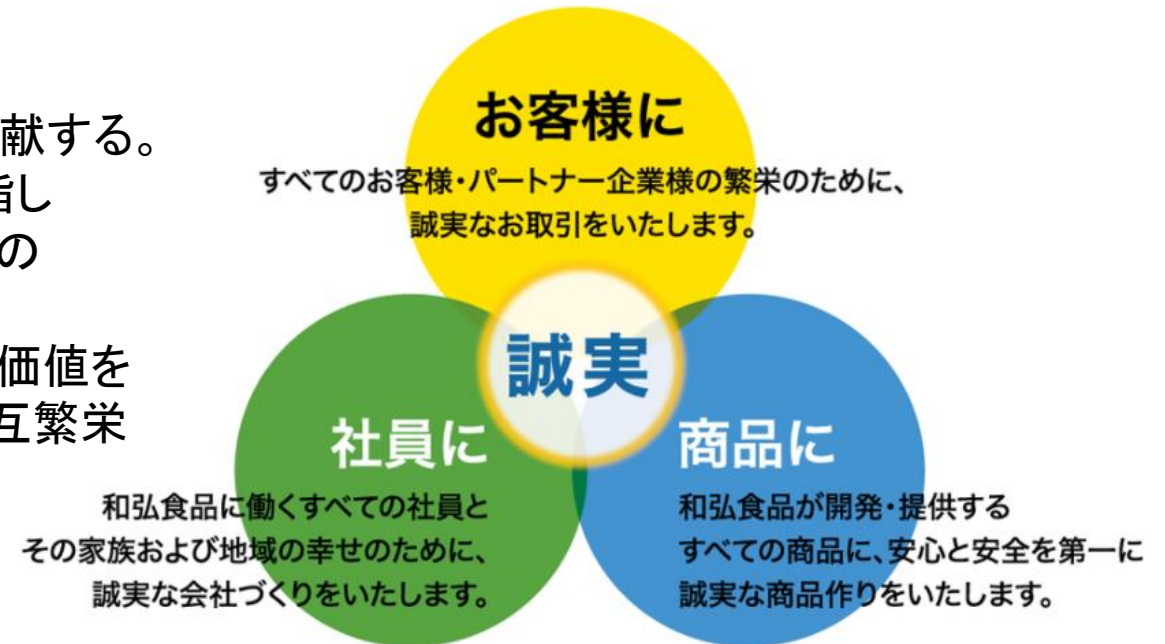 献する。
指し
の
価値を
互繁栄
お客様に
すべてのお客様・パートナー企業様の繁栄のために、
誠実なお取引をいたします。
誠実
社員に
和弘食品に働くすべての社員と
その家族および地域の幸せのために、
誠実な会社づくりをいたします。
商品に
和弘食品が開発・提供する
すべての商品に、安心と安全を第一に
誠実な商品作りをいたします。